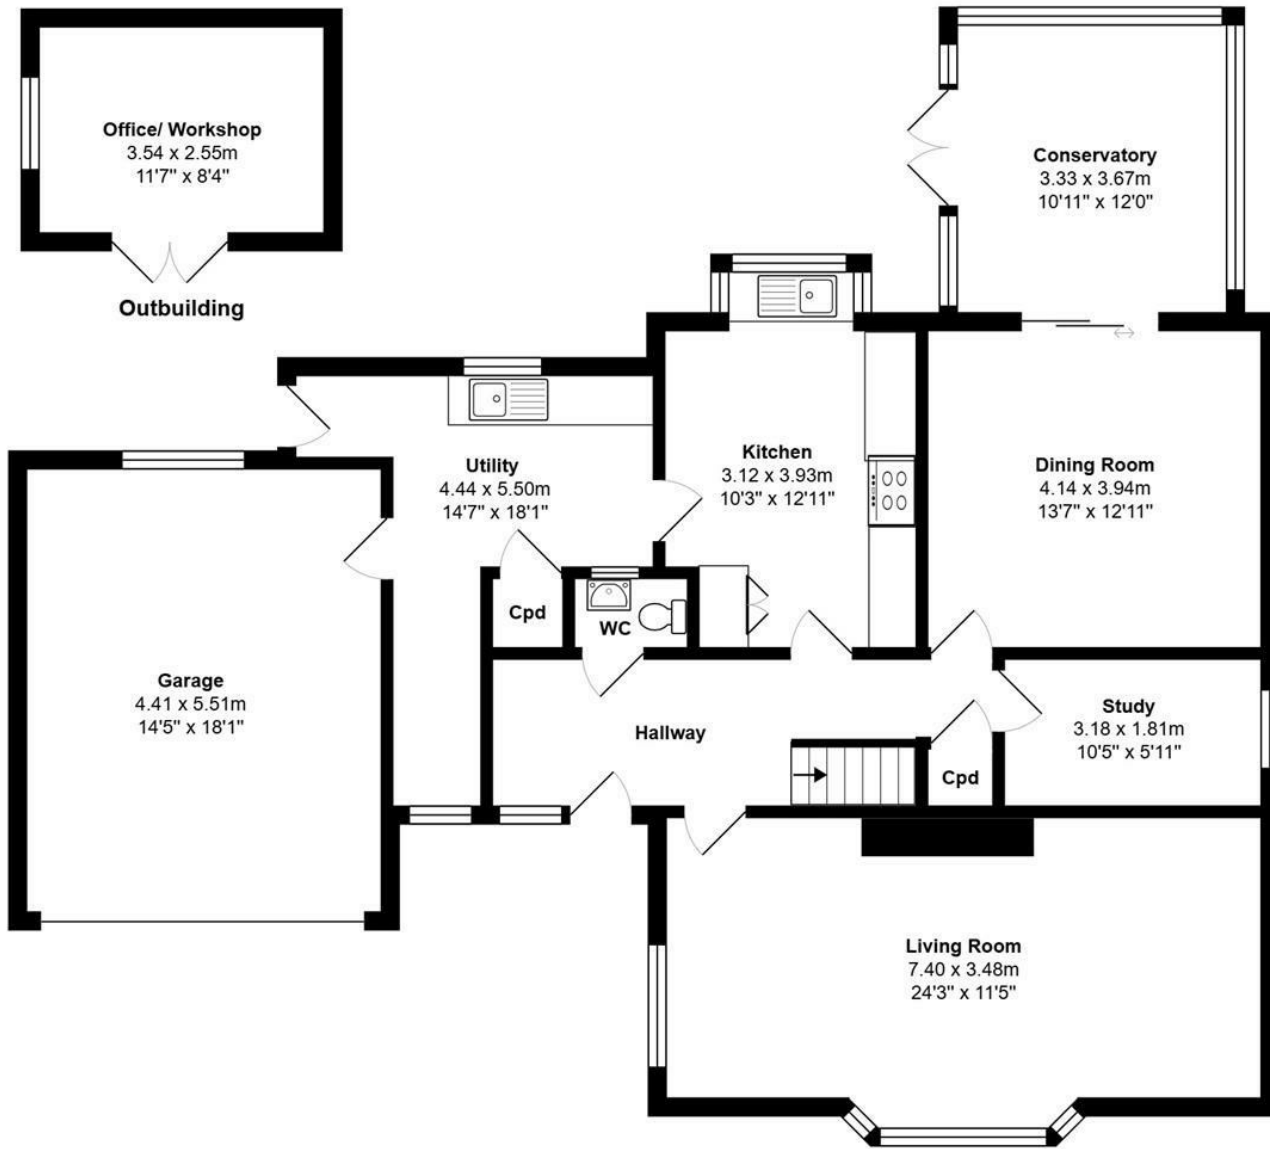 Office/ Workshop
3.54 x 2.55m
11'7" x 8'4"
Outbuilding
Conservatory
3.33 x 3.67m
10'11" x 12'0"
Utility
4.44 x 5.50m
14'7" x 18'1"
Kitchen
3.12 x 3.93m
10'3" x 12'11"
Dining Room
4.14 x 3.94m
13'7" x 12'11"
Cpd
WC
Garage
4.41 x 5.51m
14'5" x 18'1"
Hallway
Study
3.18 x 1.81m
10'5" x 5'11"
Cpd
Living Room
7.40 x 3.48m
24'3" x 11'5"